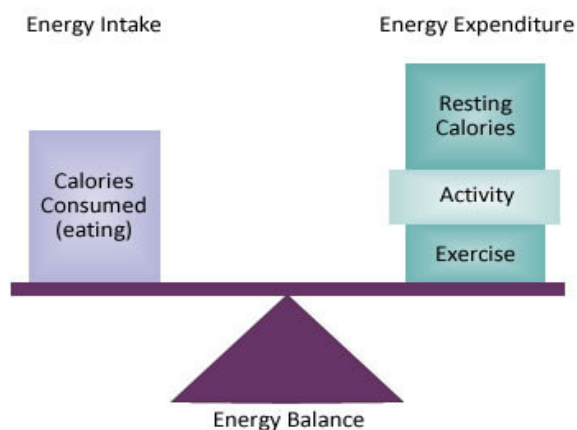 Energy Intake
Energy Expenditure
Calories
Consumed
(eating)
Resting
Calories
Activity
Exercise
Energy Balance